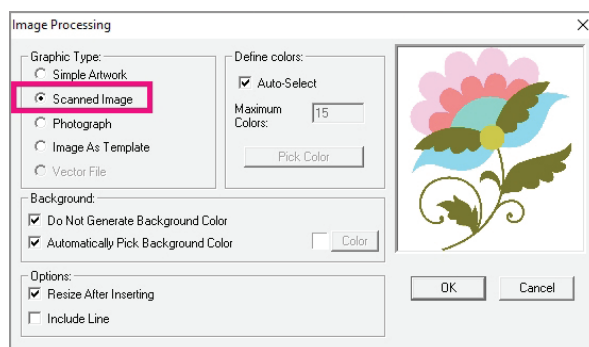 Image Processing
Graphic Type:
Simple Artwork
Scanned Image
Photograph
Image As Template
Vector File
Define colors:
Auto-Select
Maximum Colors:
15
Pick Color
Background:
Do Not Generate Background Color
Automatically Pick Background Color
Color
Options:
Resize After Inserting
Include Line
OK
Cancel